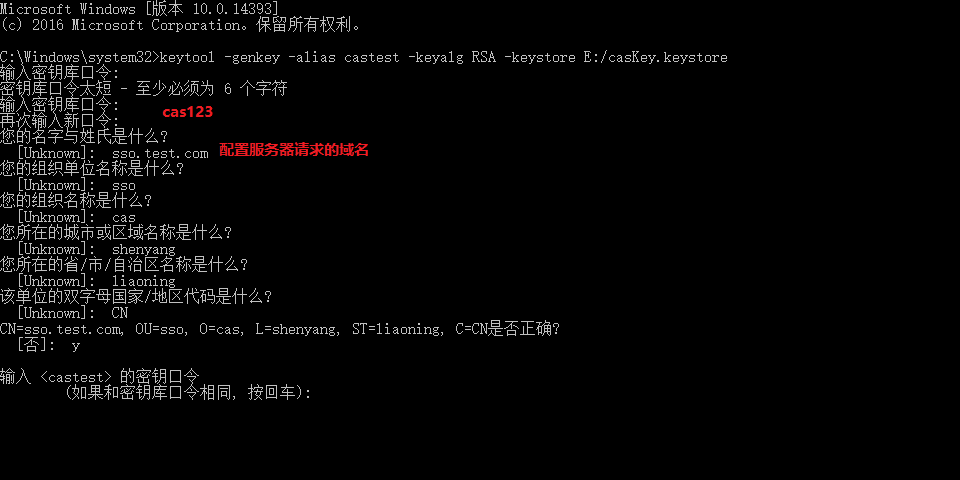 Microsoft Windows [版本 10.0.14393]
(c) 2016 Microsoft Corporation。保留所有权利。
C:\Windows\system32>keytool -genkey -alias castest -keyalg RSA -keystore E:/casKey.keystore
输入密钥库口令:
密钥库口令太短 - 至少必须为 6 个字符
输入密钥库口令:
cas123
再次输入新口令:
您的名字与姓氏是什么?
[Unknown]: sso.test.com 配置服务器请求的域名
您的组织单位名称是什么?
[Unknown]: sso
您的组织名称是什么?
[Unknown]: cas
您所在的城市或区域名称是什么?
[Unknown]: shenyang
您所在的省/市/自治区名称是什么?
[Unknown]: liaoning
该单位的双字母国家/地区代码是什么?
[Unknown]: CN
CN=sso.test.com, OU=sso, O=cas, L=shenyang, ST=liaoning, C=CN是否正确?
[否]: y
输入 <castest> 的密钥口令
(如果和密钥库口令相同, 按回车):